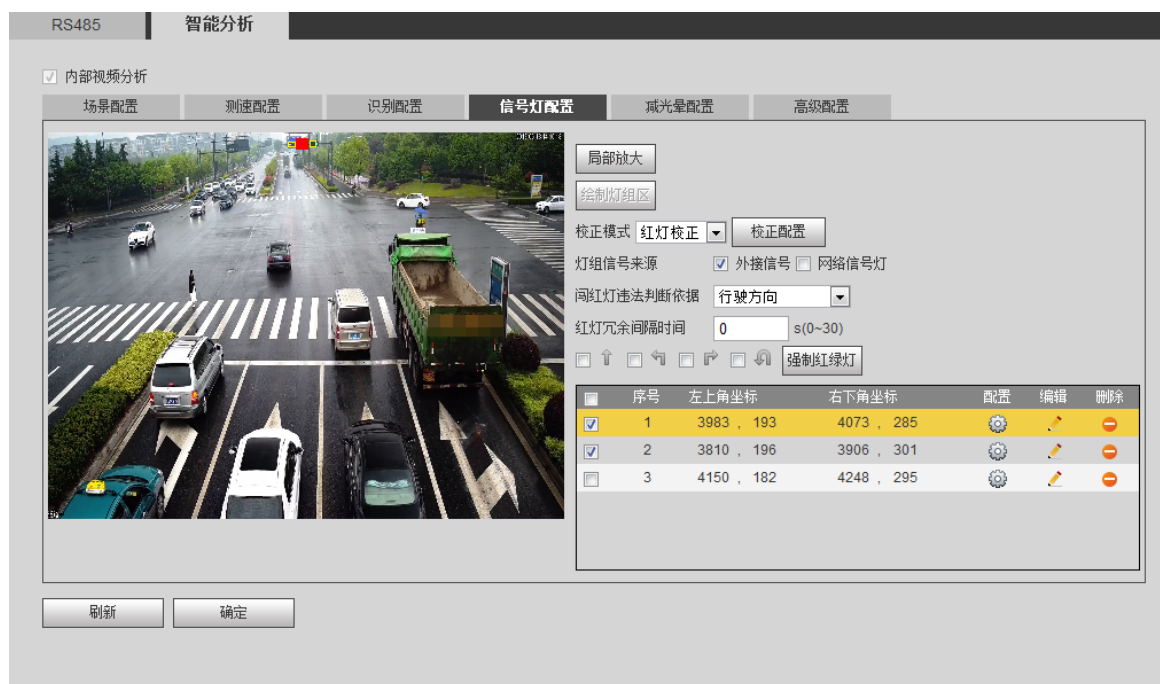 RS485 智能分析
内部视频分析
场景配置 测速配置 识别配置 信号灯配置 减光晕配置 高级配置
局部放大
绘制灯组区
校正模式 红灯校正 校正配置
灯组信号来源 外接信号 网络信号灯
闯红灯违法判断依据 行驶方向
红灯冗余间隔时间 0 s(0~30)
强制红绿灯
序号 左上角坐标 右下角坐标 配置 编辑 删除
1 3983 , 193 4073 , 285
2 3810 , 196 3906 , 301
3 4150 , 182 4248 , 295
刷新 确定